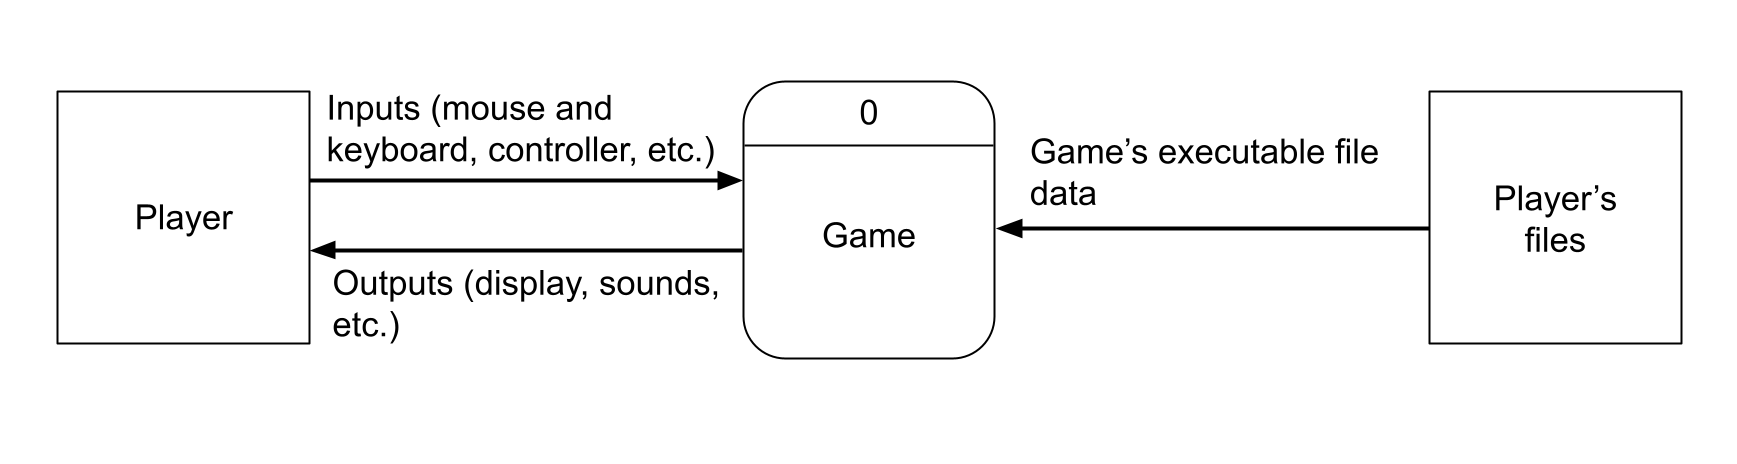 Player
Inputs (mouse and
keyboard, controller, etc.)
Outputs (display, sounds,
etc.)
0
Game
Game’s executable file
data
Player’s
files